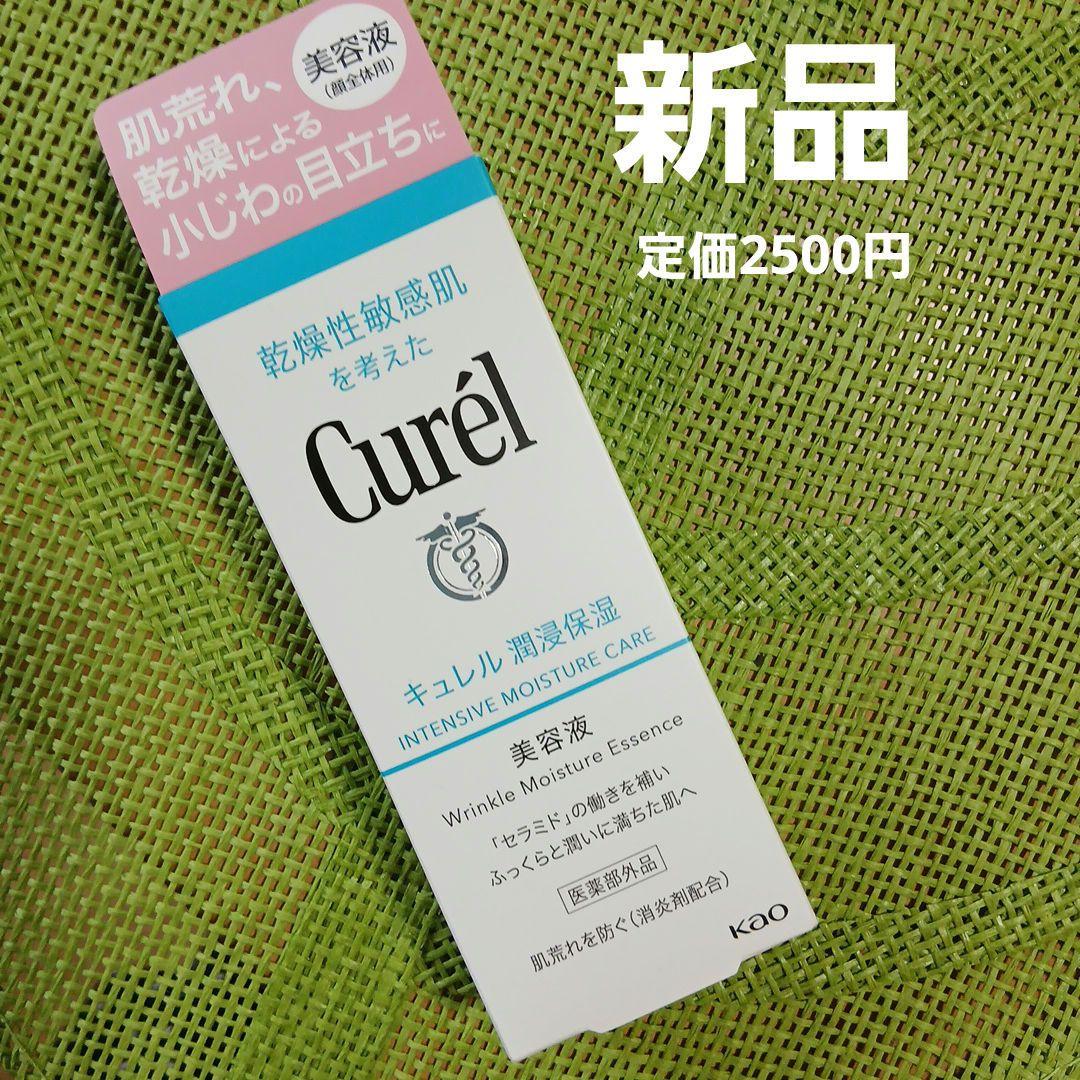 新品
定価2500円
美容液
(顔全体用)
肌荒れ、
乾燥による
小じわの目立ちに
乾燥性敏感肌
を考えた
Curél
キュレル 潤浸保湿
INTENSIVE MOISTURE CARE
美容液
Wrinkle Moisture Essence
「セラミド」の働きを補い
ふっくらと潤いに満ちた肌へ
医薬部外品
肌荒れを防ぐ(消炎剤配合)
Kao